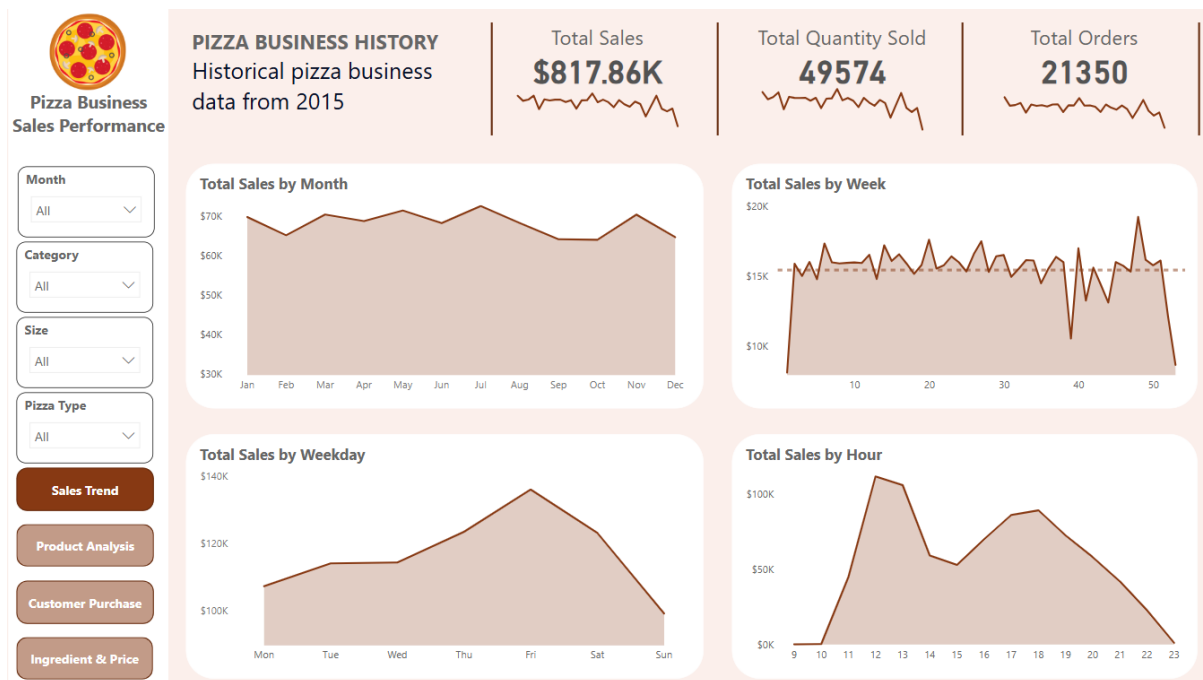 Pizza Business
Sales Performance
Month
All
Category
All
Size
All
Pizza Type
All
Sales Trend
Product Analysis
Customer Purchase
Ingredient & Price
PIZZA BUSINESS HISTORY
Historical pizza business
data from 2015
Total Sales
$817.86K
Total Quantity Sold
49574
Total Orders
21350
Total Sales by Month
$70K
$60K
$50K
$40K
$30K
Jan Feb Mar Apr May Jun Jul Aug Sep Oct Nov Dec
Total Sales by Week
$20K
$15K
$10K
10 20 30 40 50
Total Sales by Weekday
$140K
$120K
$100K
Mon Tue Wed Thu Fri Sat Sun
Total Sales by Hour
$100K
$50K
$0K
9 10 11 12 13 14 15 16 17 18 19 20 21 22 23